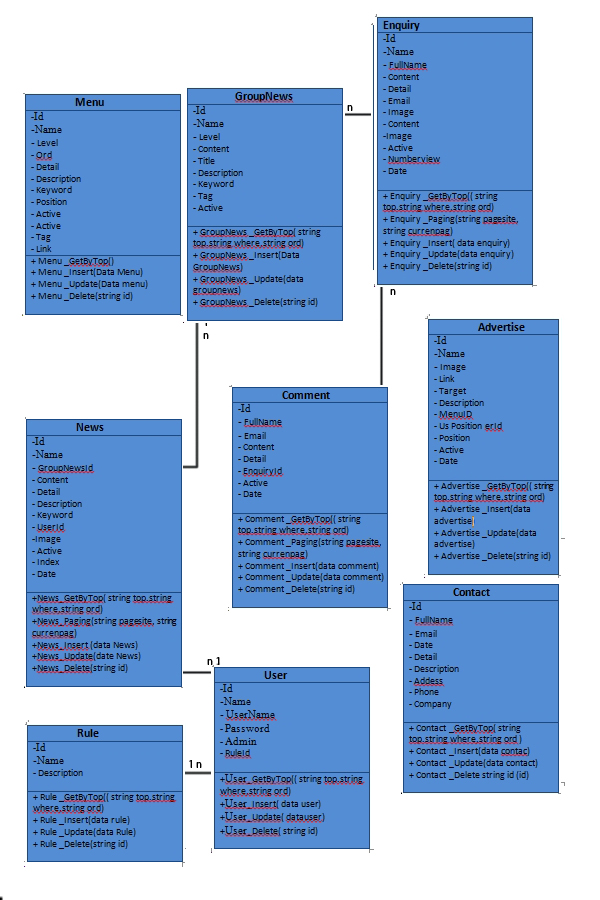 Enquiry
-Id
-Name
- FullName
- Content
- Detail
- Email
- Image
- Content
-Image
- Active
- Numberview
- Date
+ Enquiry _GetByTop(( string
top.string where,string ord)
+ Enquiry _Paging(string pagesite,
string currenpag)
+ Enquiry _Insert( data enquiry)
+ Enquiry _Update(data enquiry)
+ Enquiry _Delete(string id)
Menu
-Id
-Name
- Level
- Ord
- Detail
- Description
- Keyword
- Position
- Active
- Active
- Tag
- Link
+ Menu _GetByTop()
+ Menu _Insert(Data Menu)
+ Menu _Update(Data menu)
+ Menu _Delete(string id)
GroupNews
-Id
-Name
- Level
- Content
- Title
- Description
- Keyword
- Tag
- Active
+ GroupNews _GetByTop( string
top.string where,string ord)
+ GroupNews _Insert(Data
GroupNews)
+ GroupNews _Update(data
groupnews)
+ GroupNews _Delete(string id)
n
n
n
Advertise
-Id
-Name
- Image
- Link
- Target
- Description
- MenuID
- Us Position erId
- Position
- Active
- Date
+ Advertise _GetByTop(( string
top.string where,string ord)
+ Advertise _Insert(data
advertise)
+ Advertise _Update(data
advertise)
+ Advertise _Delete(string id)
Comment
-Id
- FullName
- Email
- Content
- Detail
- EnquiryId
- Active
- Date
+ Comment _GetByTop(( string
top.string where,string ord)
+ Comment _Paging(string pagesite,
string currenpag)
+ Comment _Insert(data comment)
+ Comment _Update(data comment)
+ Comment _Delete(string id)
News
-Id
-Name
- GroupNewsId
- Content
- Detail
- Description
- Keyword
- UserId
-Image
- Active
- Index
- Date
+News_GetByTop( string top.string
where,string ord)
+News_Paging(string pagesite, string
currenpag)
+News_Insert (data News)
+News_Update(date News)
+News_Delete(string id)
n 1
Contact
-Id
- FullName
- Email
- Date
- Detail
- Description
- Addess
- Phone
- Company
+ Contact _GetByTop( string
top.string where,string ord )
+ Contact _Insert(data contac)
+ Contact _Update(data contact)
+ Contact _Delete string id (id)
User
-Id
-Name
- UserName
- Password
- Admin
- RuleId
+User_GetByTop(( string top.string
where,string ord)
+User_Insert( data user)
+User_Update( datauser)
+User_Delete( string id)
1 n
Rule
-Id
-Name
- Description
+ Rule _GetByTop(( string top.string
where,string ord)
+ Rule _Insert(data rule)
+ Rule _Update(data Rule)
+ Rule _Delete(string id)